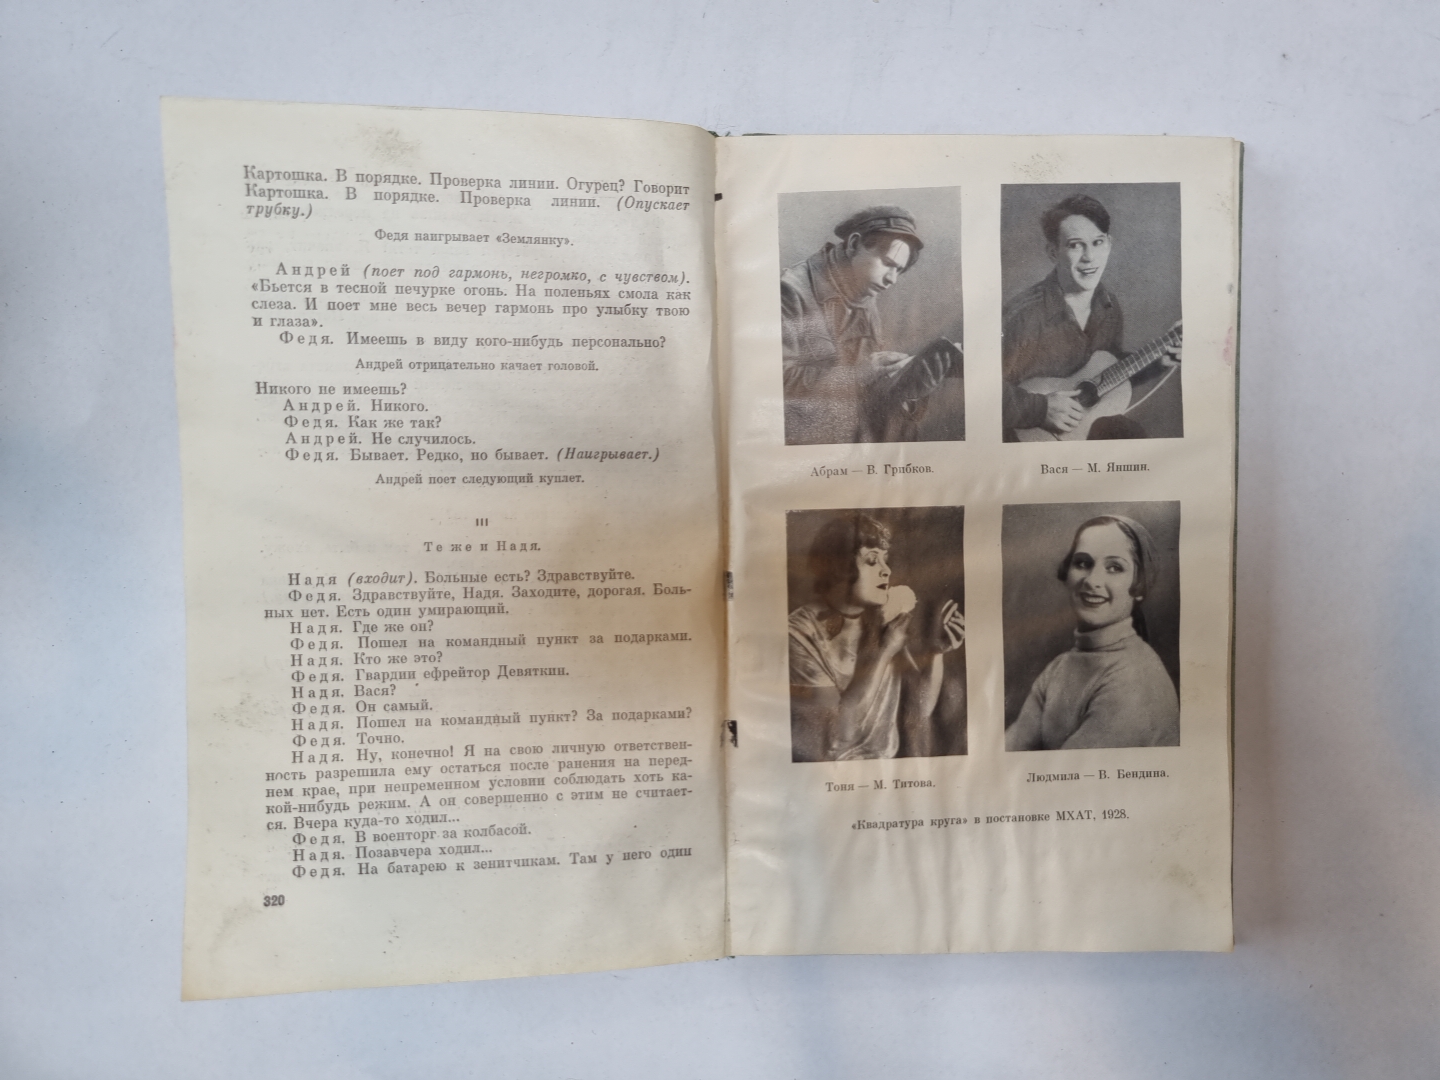 Картошка. В порядке. Проверка линии. Огурец? Говорит
Картошка. В порядке. Проверка линии. (Опускает
трубку.)
Федя наигрывает «Землянку».
Андрей (поет под гармонь, негромко, с чувством).
«Бьется в тесной печурке огонь. На поленьях смола как
слеза. И поет мне весь вечер гармонь про улыбку твою
и глаза».
Федя. Имеешь в виду кого-нибудь персонально?
Андрей отрицательно качает головой.
Никого не имеешь?
Андрей. Никого.
Федя. Как же так?
Андрей. Не случилось.
Федя. Бывает. Редко, но бывает. (Наигрывает.)
Андрей поет следующий куплет.
III
Те же и Надя.
Надя (входит). Больные есть? Здравствуйте.
Федя. Здравствуйте, Надя. Заходите, дорогая. Боль-
ных нет. Есть один умирающий.
Надя. Где же он?
Федя. Пошел на командный пункт за подарками.
Надя. Кто же это?
Федя. Гвардии ефрейтор Девяткин.
Надя. Вася?
Федя. Он самый.
Надя. Пошел на командный пункт? За подарками?
Федя. Точно.
Надя. Ну, конечно! Я на свою личную ответствен-
ность разрешила ему остаться после ранения на перед-
нем крае, при непременном условии соблюдать хоть ка-
кой-нибудь режим. А он совершенно с этим не считает-
ся. Вчера куда-то ходил...
Федя. В военторг за колбасой.
Надя. Позавчера ходил...
Федя. На батарею к зенитчикам. Там у него один
320
Абрам — В. Грибков.
Вася — М. Яншин.
Тоня — М. Титова.
Людмила — В. Бендина.
«Квадратура круга» в постановке МХАТ, 1928.